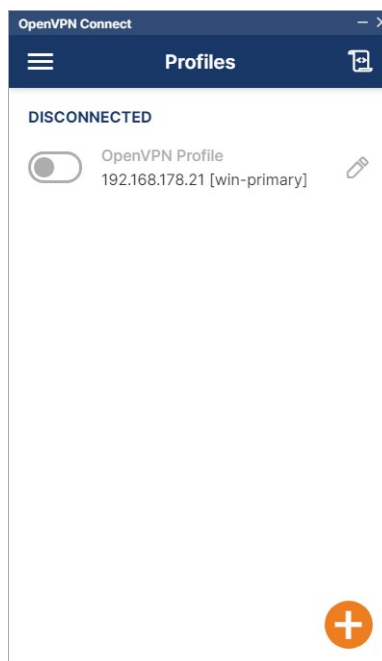 OpenVPN Connect
Profiles
DISCONNECTED
OpenVPN Profile
192.168.178.21 [win-primary]